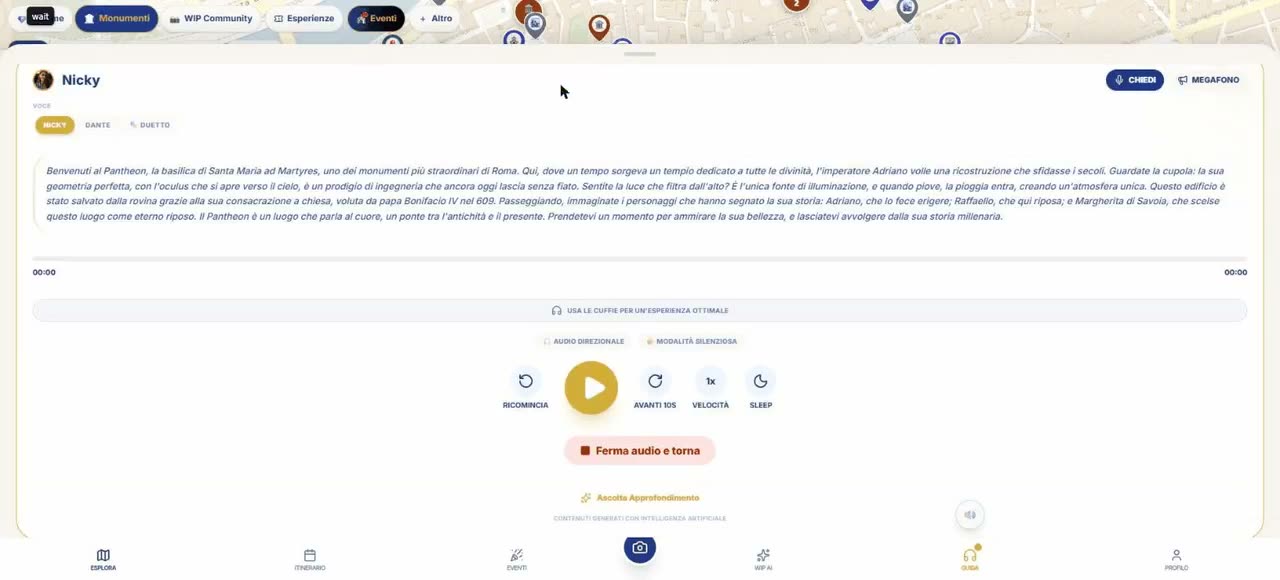 wait
me
Monumenti
WIP Community
Esperienze
Eventi
+ Altro
2
Nicky
CHIEDI
MEGAFONO
VOCE
NICKY
DANTE
DUETTO
Benvenuti al Pantheon, la basilica di Santa Maria ad Martyres, uno dei monumenti più straordinari di Roma. Qui, dove un tempo sorgeva un tempio dedicato a tutte le divinità, l'imperatore Adriano volle una ricostruzione che sfidasse i secoli. Guardate la cupola: la sua
geometria perfetta, con l'oculus che si apre verso il cielo, è un prodigio di ingegneria che ancora oggi lascia senza fiato. Sentite la luce che filtra dall'alto? È l'unica fonte di illuminazione, e quando piove, la pioggia entra, creando un'atmosfera unica. Questo edificio è
stato salvato dalla rovina grazie alla sua consacrazione a chiesa, voluta da papa Bonifacio IV nel 609. Passeggiando, immaginate i personaggi che hanno segnato la sua storia: Adriano, che lo fece erigere; Raffaello, che qui riposa; e Margherita di Savoia, che scelse
questo luogo come eterno riposo. Il Pantheon è un luogo che parla al cuore, un ponte tra l'antichità e il presente. Prendetevi un momento per ammirare la sua bellezza, e lasciatevi avvolgere dalla sua storia millenaria.
00:00
00:00
USA LE CUFFIE PER UN'ESPERIENZA OTTIMALE
AUDIO DIREZIONALE
MODALITÀ SILENZIOSA
1x
RICOMINCIA
AVANTI 10S
VELOCITÀ
SLEEP
Ferma audio e torna
Ascolta Approfondimento
CONTENUTI GENERATI CON INTELLIGENZA ARTIFICIALE
ESPLORA
ITINERARIO
EVENTI
WIP AI
GUIDA
PROFILO